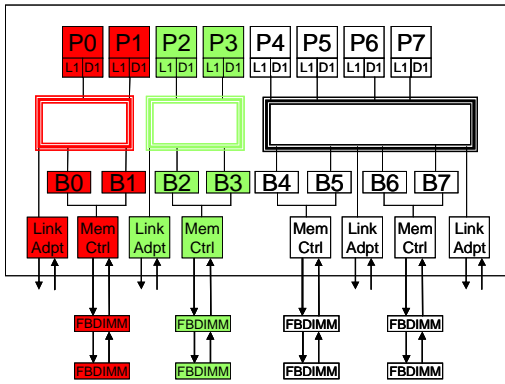 P0 P1 P2 P3 P4 P5 P6 P7
L1 D1 L1 D1 L1 D1 L1 D1 L1 D1 L1 D1 L1 D1 L1 D1
B0 B1 B2 B3 B4 B5 B6 B7
Link Mem Link Mem Mem Link Mem Link
Adpt Ctrl Adpt Ctrl Ctrl Adpt Ctrl Adpt
FBDIMM FBDIMM FBDIMM FBDIMM
FBDIMM FBDIMM FBDIMM FBDIMM